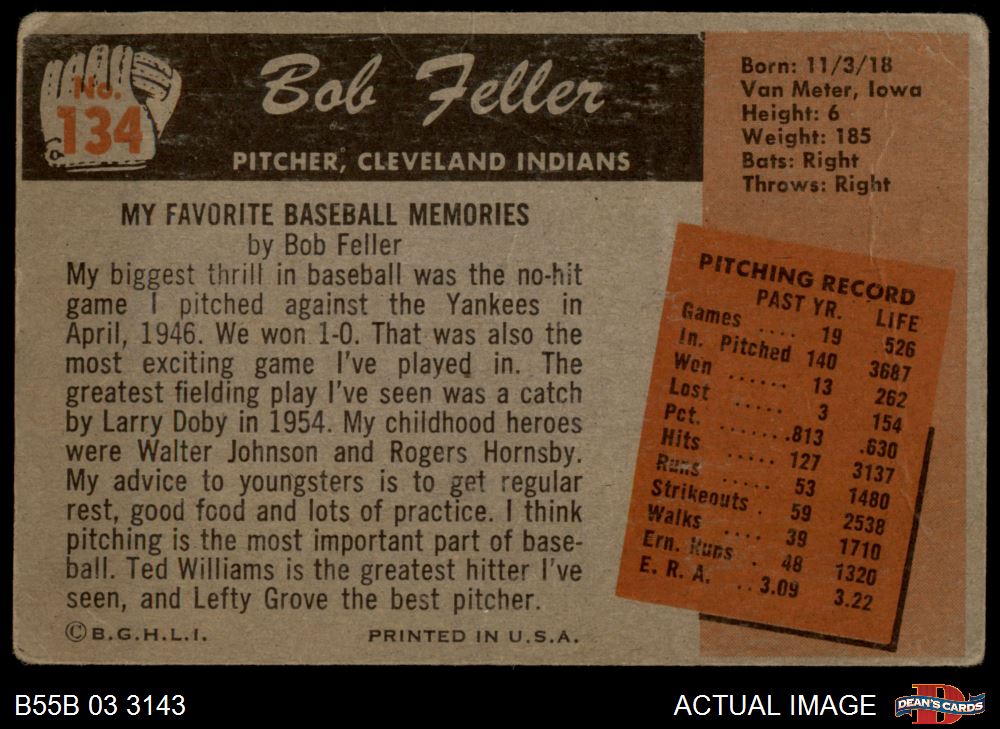 No.
134
Bob Feller
PITCHER, CLEVELAND INDIANS
Born: 11/3/18
Van Meter, Iowa
Height: 6
Weight: 185
Bats: Right
Throws: Right
MY FAVORITE BASEBALL MEMORIES
by Bob Feller
My biggest thrill in baseball was the no-hit
game I pitched against the Yankees in
April, 1946. We won 1-0. That was also the
most exciting game I've played in. The
greatest fielding play I've seen was a catch
by Larry Doby in 1954. My childhood heroes
were Walter Johnson and Rogers Hornsby.
My advice to youngsters is to get regular
rest, good food and lots of practice. I think
pitching is the most important part of base-
ball. Ted Williams is the greatest hitter I've
seen, and Lefty Grove the best pitcher.
© B.G.H.L.I. PRINTED IN U.S.A.
PITCHING RECORD
PAST YR. LIFE
Games .... 19 526
In. Pitched 140 3687
Won ...... 13 262
Lost ..... 3 154
Pct. .......813 .630
Hits ..... 127 3137
Runs ..... 53 1480
Strikeouts . 59 2538
Walks .... 39 1710
Ern. Runs . 48 1320
E. R. A. ..3.09 3.22
B55B 03 3143
ACTUAL IMAGE
D
DEAN'S CARDS